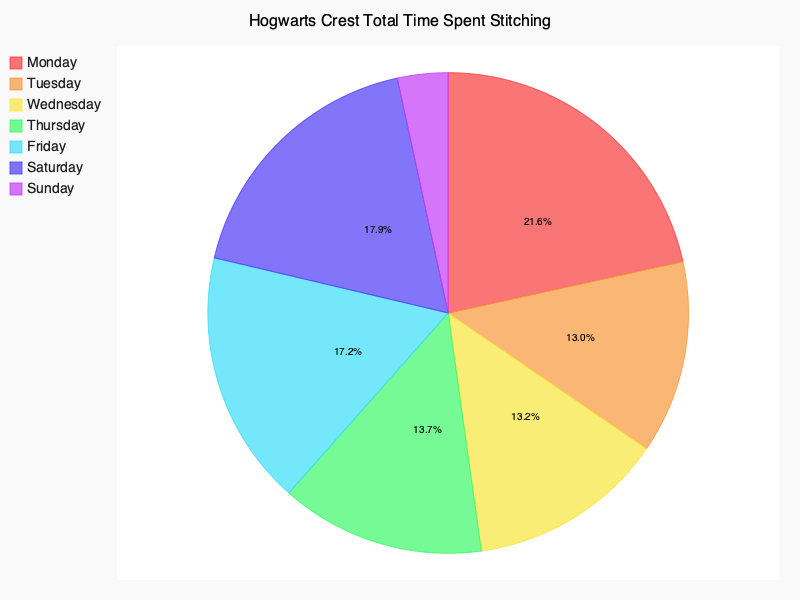 Hogwarts Crest Total Time Spent Stitching
Monday
Tuesday
Wednesday
Thursday
Friday
Saturday
Sunday
21.6%
13.0%
13.2%
13.7%
17.2%
17.9%